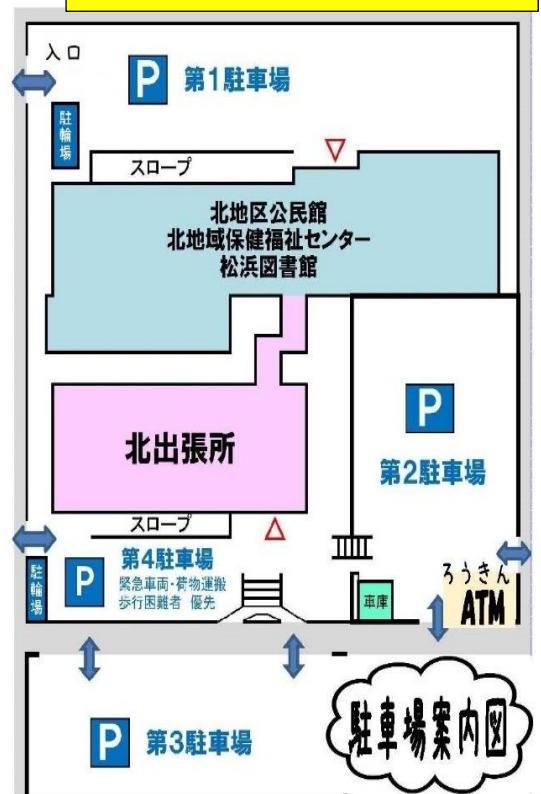 入口
P 第1駐車場
駐輪場
スロープ
北地区公民館
北地域保健福祉センター
松浜図書館
P
第2駐車場
北出張所
スロープ
第4駐車場
P
緊急車両・荷物運搬
歩行困難者 優先
駐輪場
車庫
ろうきん
ATM
P 第3駐車場
駐車場案内図